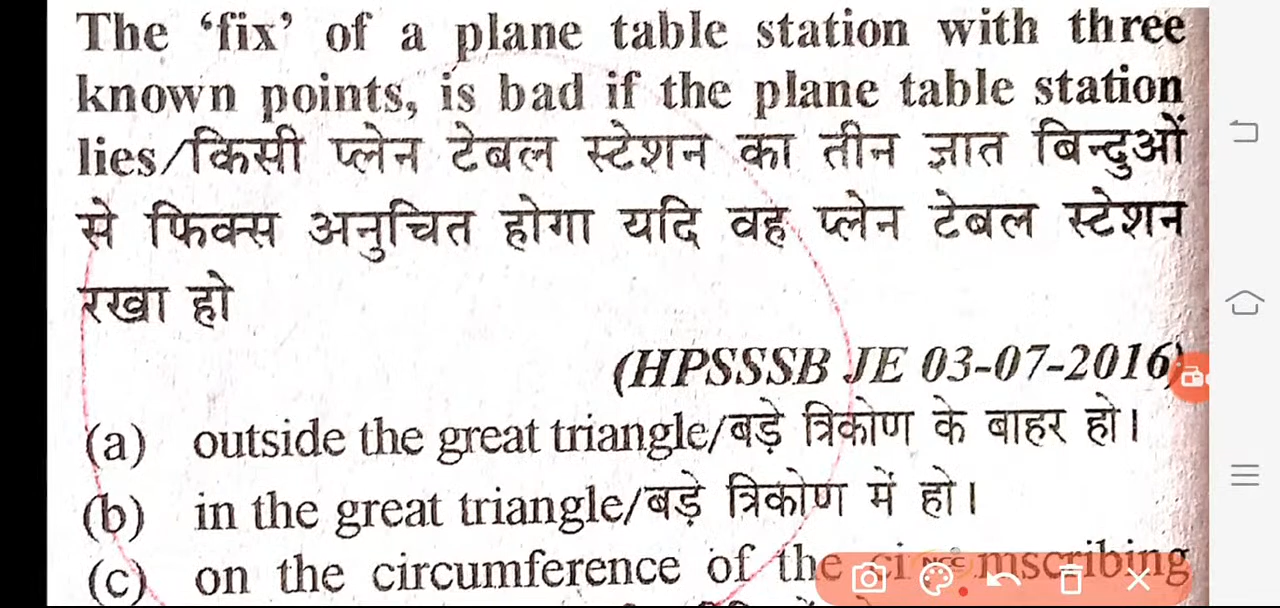 The ‘fix’ of a plane table station with three
known points, is bad if the plane table station
lies/किसी प्लेन टेबल स्टेशन का तीन ज्ञात बिन्दुओं
से फिक्स अनुचित होगा यदि वह प्लेन टेबल स्टेशन
रखा हो
(HPSSSB JE 03-07-2016)
(a) outside the great triangle/बड़े त्रिकोण के बाहर हो।
(b) in the great triangle/बड़े त्रिकोण में हो।
(c) on the circumference of the